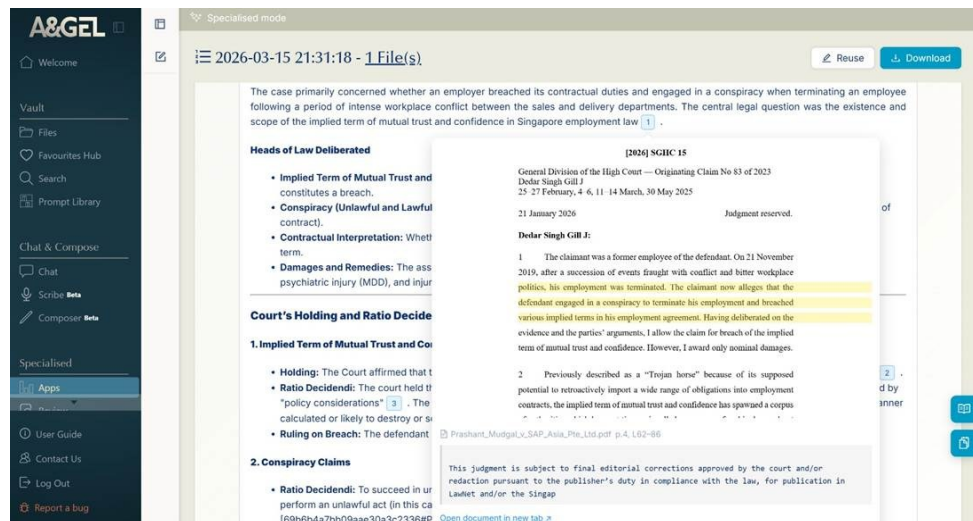 A&GEL
Welcome
Vault
Files
Favourites Hub
Search
Prompt Library
Chat & Compose
Chat
Scribe Beta
Composer Beta
Specialised
Apps
User Guide
Contact Us
Log Out
Report a bug
Specialised mode
2026-03-15 21:31:18 - 1 File(s)
Reuse
Download
The case primarily concerned whether an employer breached its contractual duties and engaged in a conspiracy when terminating an employee
following a period of intense workplace conflict between the sales and delivery departments. The central legal question was the existence and
scope of the implied term of mutual trust and confidence in Singapore employment law 1 .
Heads of Law Deliberated
• Implied Term of Mutual Trust and
constitutes a breach.
• Conspiracy (Unlawful and Lawful
of
contract).
• Contractual Interpretation: Wheth
term.
• Damages and Remedies: The ass
psychiatric injury (MDD), and injur
Court's Holding and Ratio Decide
1. Implied Term of Mutual Trust and Co
• Holding: The Court affirmed that t
2 .
• Ratio Decidendi: The court held th
d by
"policy considerations" 3 . The
anner
calculated or likely to destroy or s
• Ruling on Breach: The defendant
2. Conspiracy Claims
• Ratio Decidendi: To succeed in un
perform an unlawful act (in this ca
[2026] SGHC 15
General Division of the High Court — Originating Claim No 83 of 2023
Dedar Singh Gill J
25–27 February, 4–6, 11–14 March, 30 May 2025
21 January 2026 Judgment reserved.
Dedar Singh Gill J:
1 The claimant was a former employee of the defendant. On 21 November
2019, after a succession of events fraught with conflict and bitter workplace
politics, his employment was terminated. The claimant now alleges that the
defendant engaged in a conspiracy to terminate his employment and breached
various implied terms in his employment agreement. Having deliberated on the
evidence and the parties' arguments, I allow the claim for breach of the implied
term of mutual trust and confidence. However, I award only nominal damages.
2 Previously described as a "Trojan horse" because of its supposed
potential to retroactively import a wide range of obligations into employment
contracts, the implied term of mutual trust and confidence has spawned a corpus
Prashant_Mudgal_v_SAP_Asia_Pte_Ltd.pdf p.4, L62–86
This judgment is subject to final editorial corrections approved by the court and/or
redaction pursuant to the publisher's duty in compliance with the law, for publication in
LawNet and/or the Singap
Open document in new tab